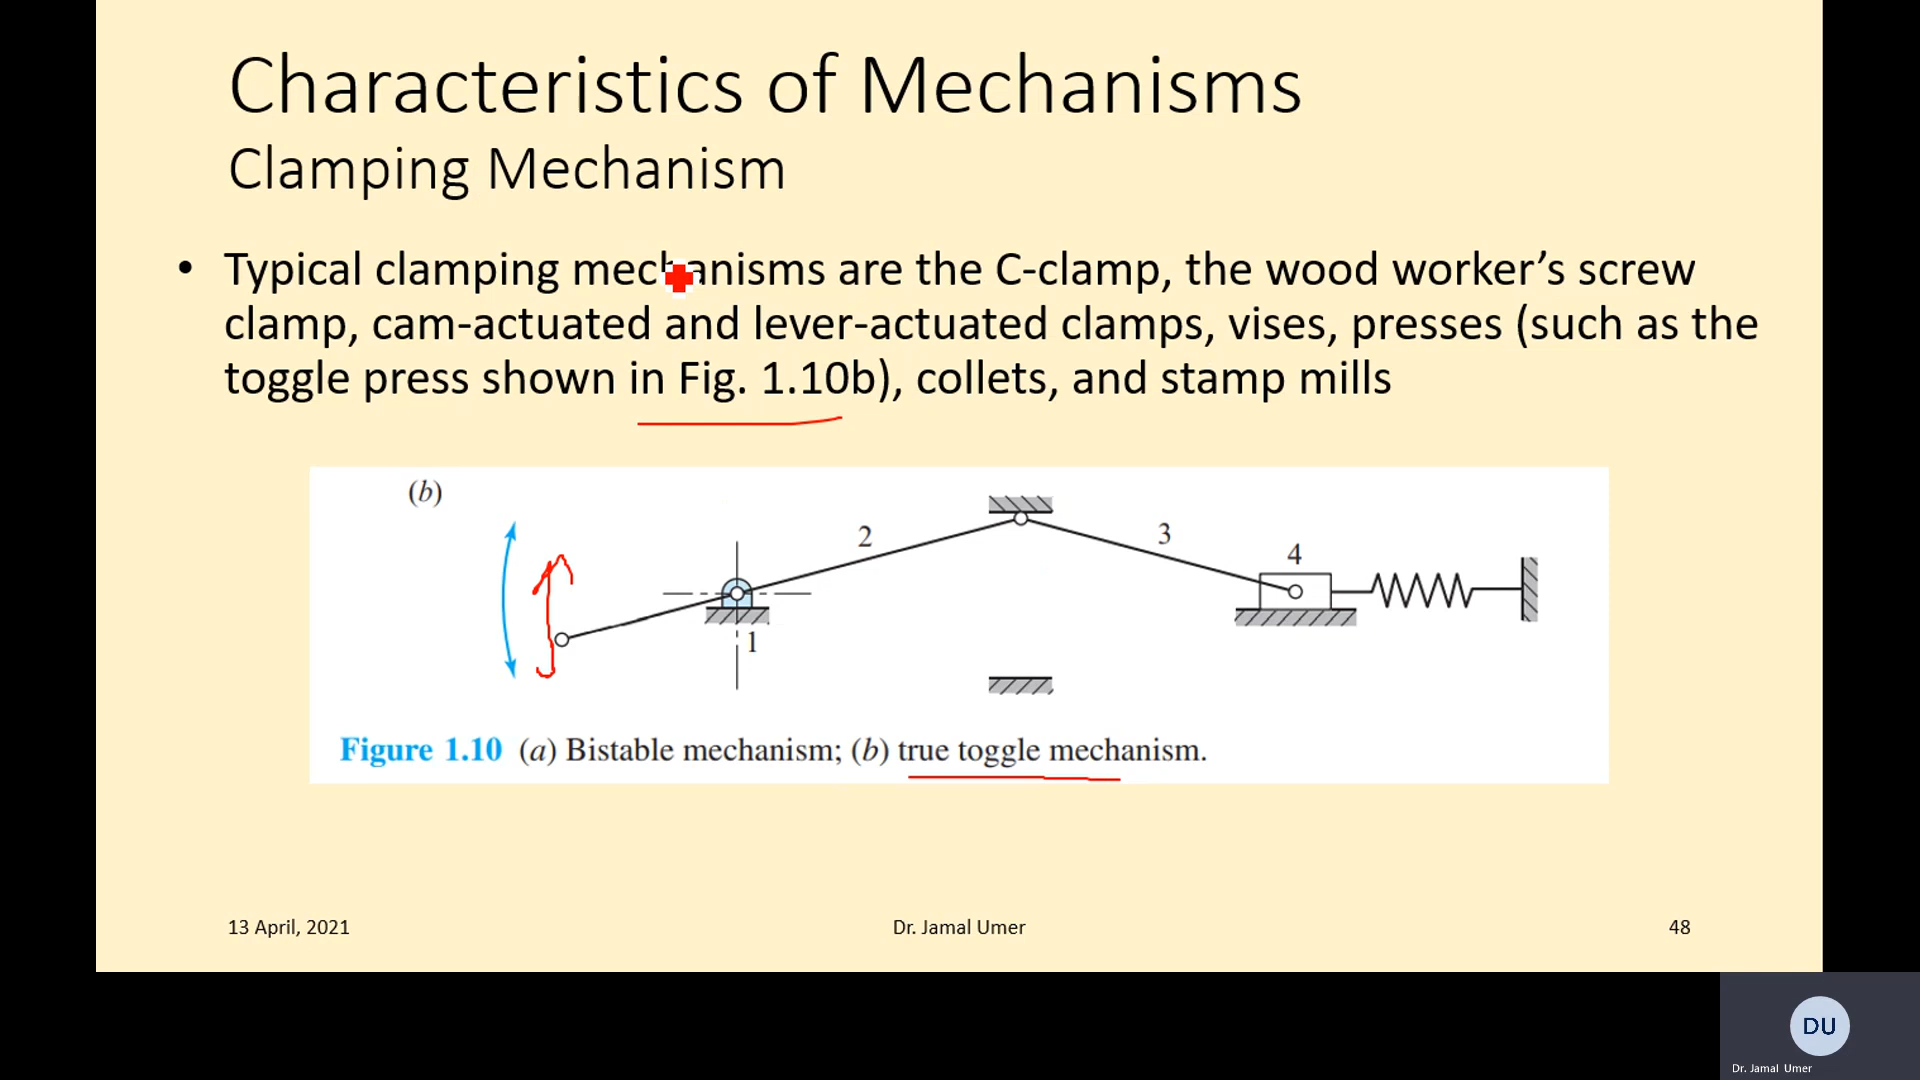 Characteristics of Mechanisms
Clamping Mechanism
• Typical clamping mechanisms are the C-clamp, the wood worker’s screw
clamp, cam-actuated and lever-actuated clamps, vises, presses (such as the
toggle press shown in Fig. 1.10b), collets, and stamp mills
(b)
2
3
4
1
Figure 1.10 (a) Bistable mechanism; (b) true toggle mechanism.
13 April, 2021
Dr. Jamal Umer
48
DU
Dr. Jamal Umer